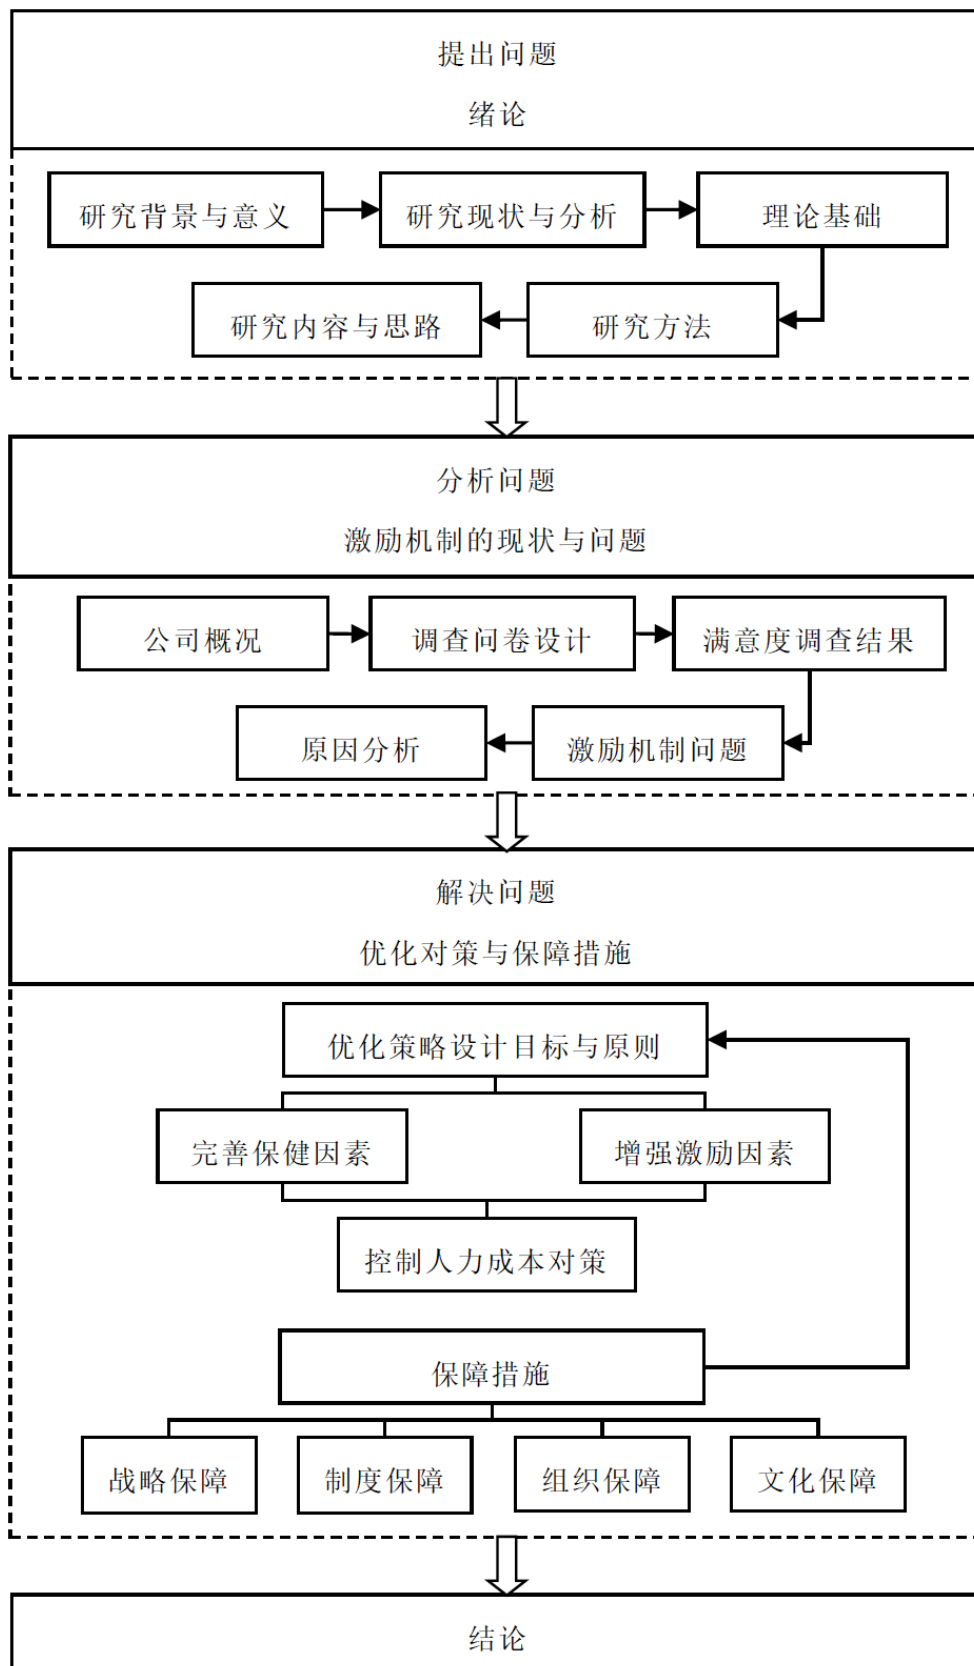 提出问题
绪论
研究背景与意义
研究现状与分析
理论基础
研究内容与思路
研究方法
分析问题
激励机制的现状与问题
公司概况
调查问卷设计
满意度调查结果
原因分析
激励机制问题
解决问题
优化对策与保障措施
优化策略设计目标与原则
完善保健因素
增强激励因素
控制人力成本对策
保障措施
战略保障
制度保障
组织保障
文化保障
结论